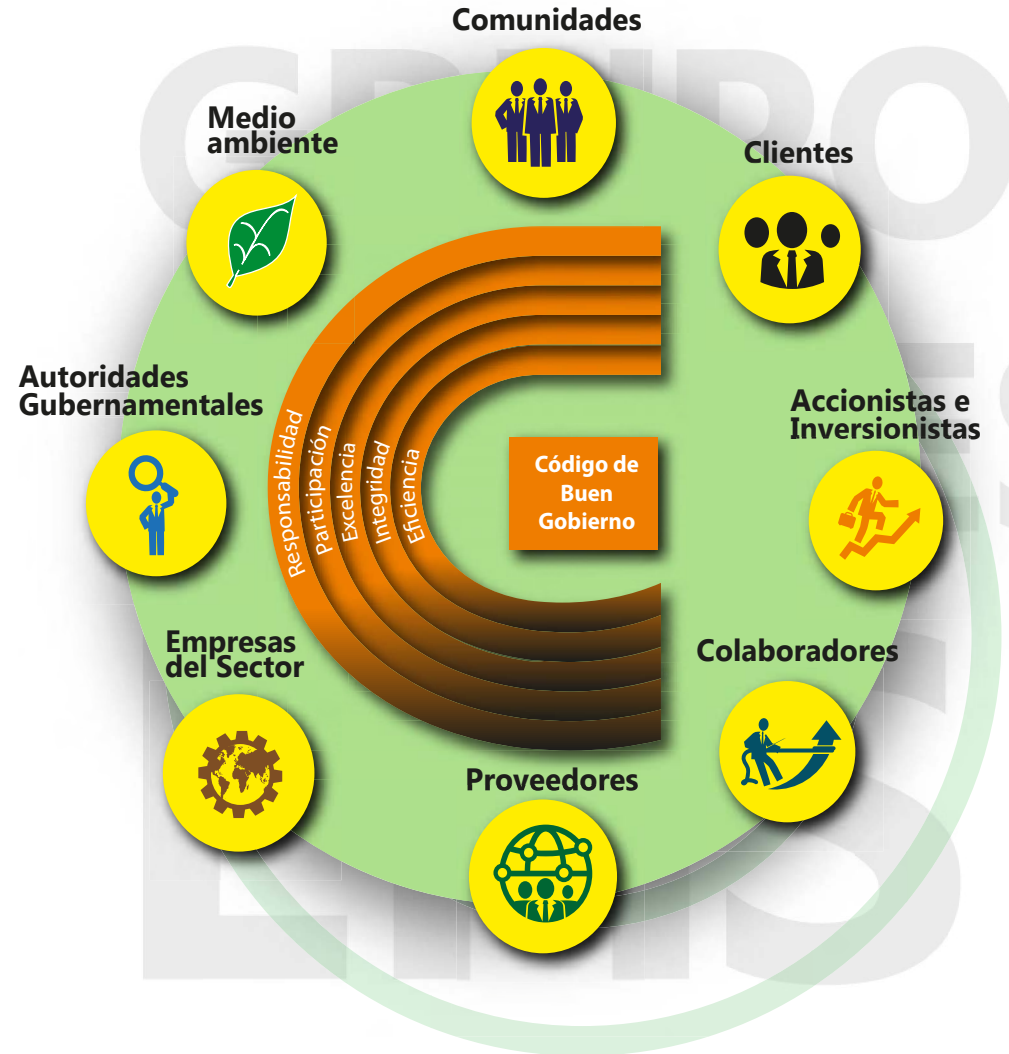 Comunidades
Medio
ambiente
Clientes
Autoridades
Gubernamentales
Accionistas e
Inversionistas
Responsabilidad
Participación
Excelencia
Integridad
Eficiencia
Código de
Buen
Gobierno
Empresas
del Sector
Colaboradores
Proveedores
GRUPO